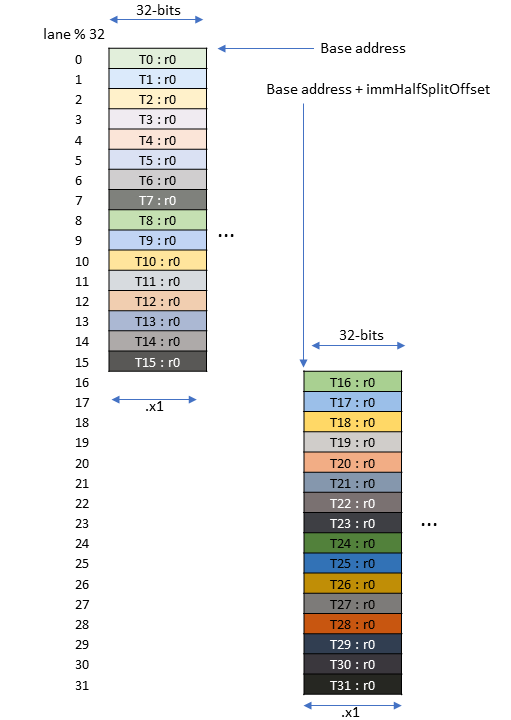 32-bits
lane % 32
Base address
0 T0 : r0
1 T1 : r0
Base address + immHalfSplitOffset
2 T2 : r0
3 T3 : r0
4 T4 : r0
5 T5 : r0
6 T6 : r0
7 T7 : r0
8 T8 : r0
9 T9 : r0 ...
10 T10 : r0
11 T11 : r0
12 T12 : r0
13 T13 : r0
14 T14 : r0
32-bits
15 T15 : r0
16 T16 : r0
.x1
17 T17 : r0
18 T18 : r0
19 T19 : r0
20 T20 : r0
21 T21 : r0
22 T22 : r0
23 T23 : r0 ...
24 T24 : r0
25 T25 : r0
26 T26 : r0
27 T27 : r0
28 T28 : r0
29 T29 : r0
30 T30 : r0
31 T31 : r0
.x1